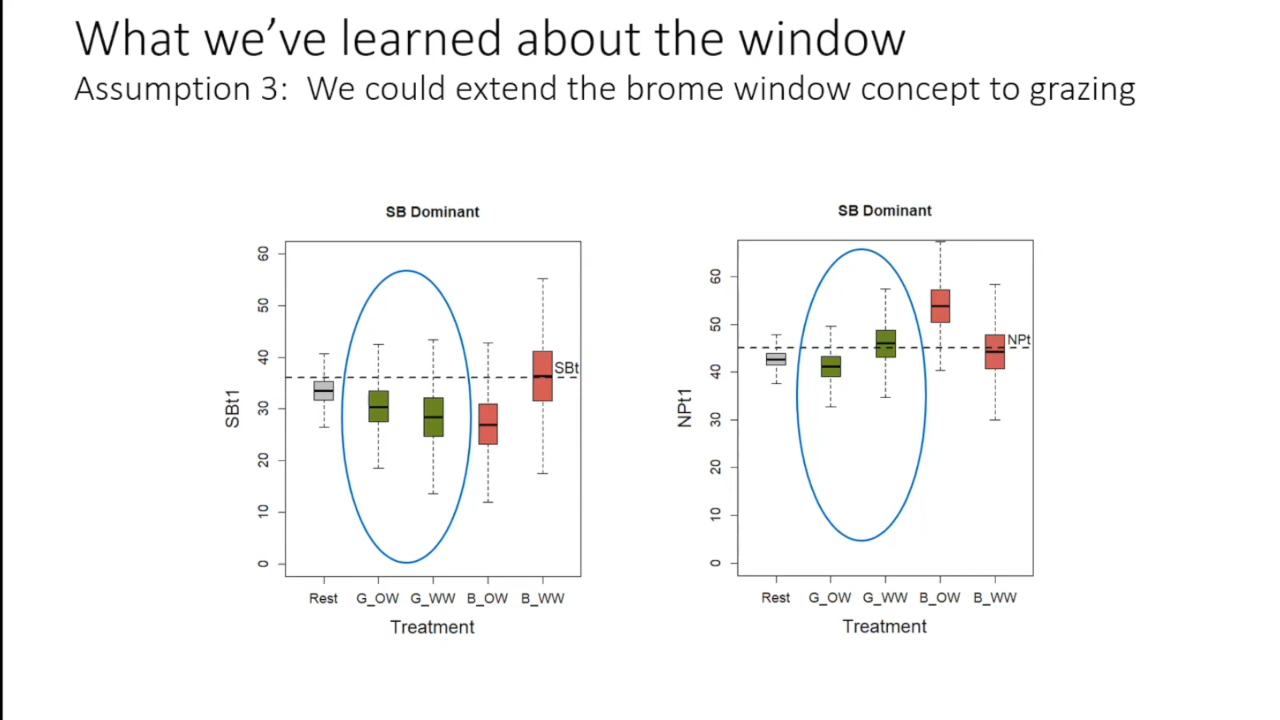 What we’ve learned about the window
Assumption 3:  We could extend the brome window concept to grazing
SB Dominant
60
50
40
30
20
10
0
SBt1
SBt
Rest G_OW G_WW B_OW B_WW
Treatment
SB Dominant
60
50
40
30
20
10
0
NPt1
NPt
Rest G_OW G_WW B_OW B_WW
Treatment